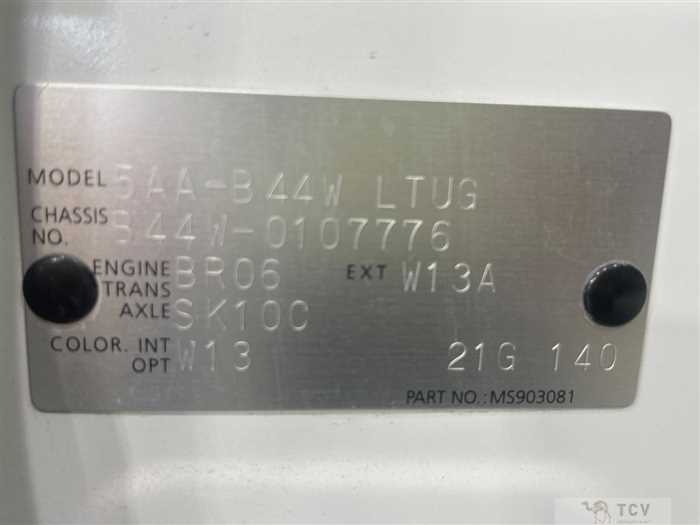 MODEL 5AA-B44W LTUG
CHASSIS NO. B44W-0107776
ENGINE BR06 EXT W13A
TRANS
AXLE SK10C
COLOR. INT W13 21G 140
OPT
PART NO.:MS903081
TCV